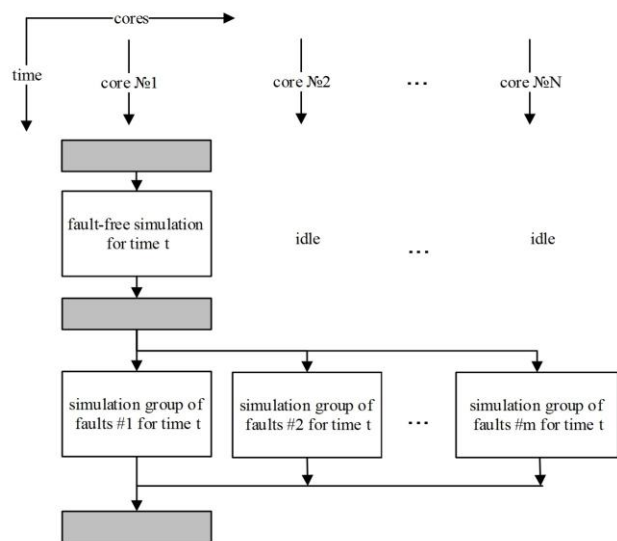 cores
time
core №1
core №2
...
core №N
fault-free simulation
for time t
idle
...
idle
simulation group of
faults #1 for time t
simulation group of
faults #2 for time t
...
simulation group of
faults #m for time t